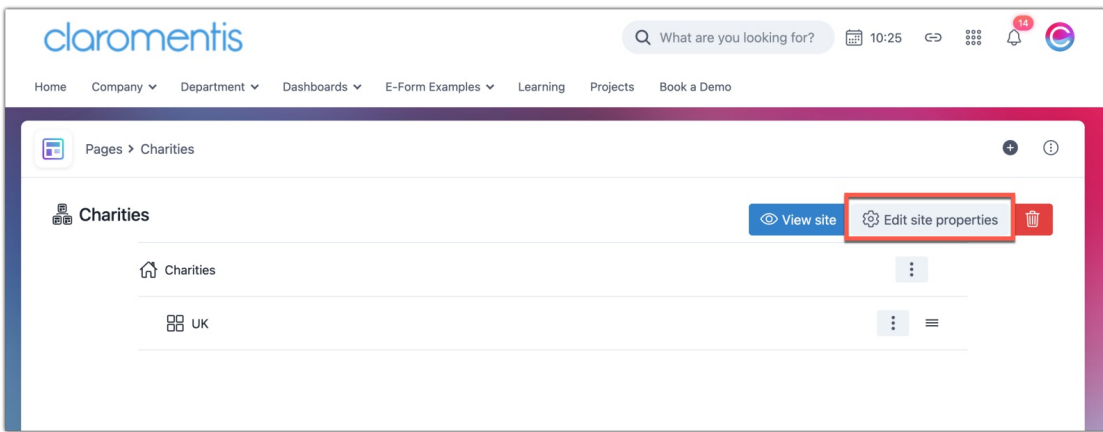 claromentis
What are you looking for?
10:25
14
Home Company Department Dashboards E-Form Examples Learning Projects Book a Demo
Pages > Charities
Charities
View site Edit site properties
Charities
UK